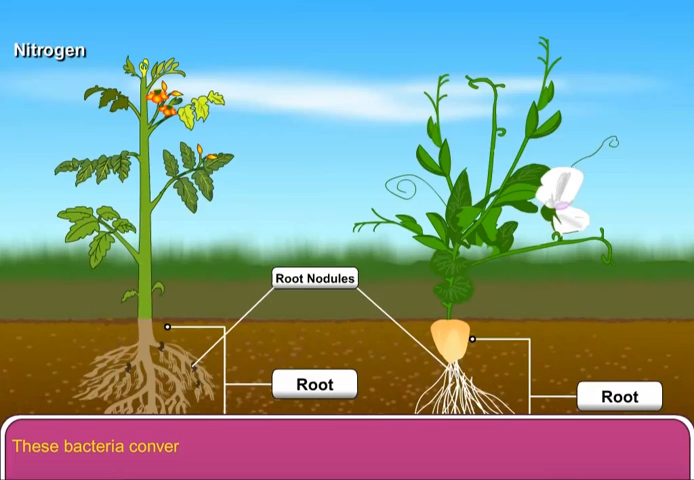 Nitrogen
Root Nodules
Root
Root
These bacteria conver